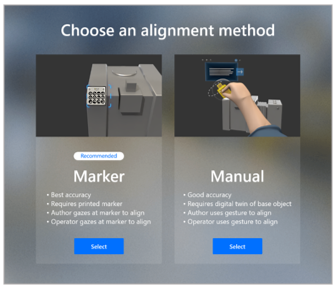 Choose an alignment method
Recommended
Marker
• Best accuracy
• Requires printed marker
• Author gazes at marker to align
• Operator gazes at marker to align
Select
Manual
• Good accuracy
• Requires digital twin of base object
• Author uses gesture to align
• Operator uses gesture to align
Select